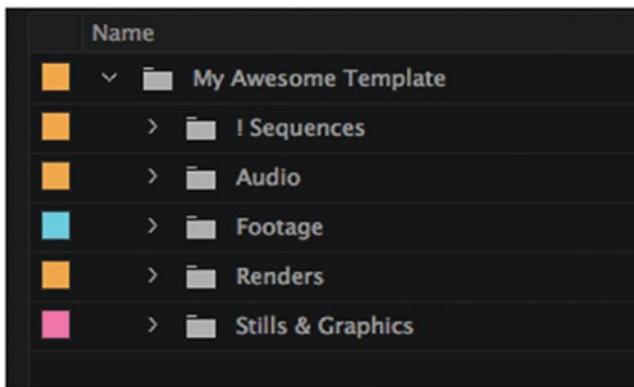 Name
My Awesome Template
! Sequences
Audio
Footage
Renders
Stills & Graphics